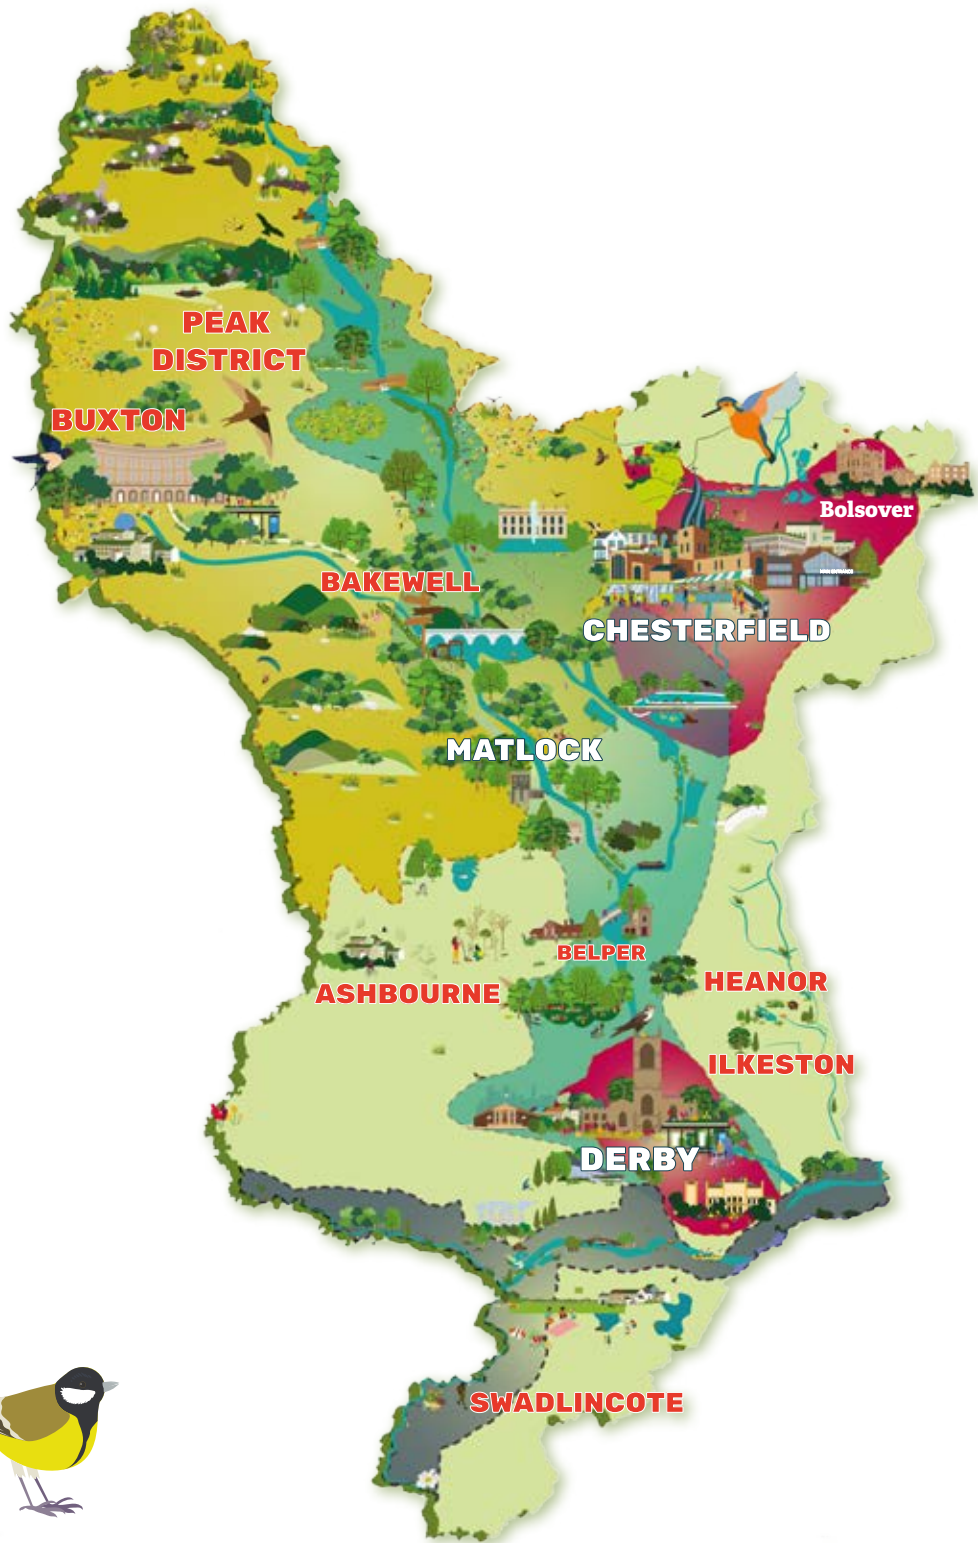 PEAK
DISTRICT
BUXTON
Bolsover
BAKEWELL
CHESTERFIELD
MATLOCK
BELPER
HEANOR
ASHBOURNE
ILKESTON
DERBY
SWADLINCOTE